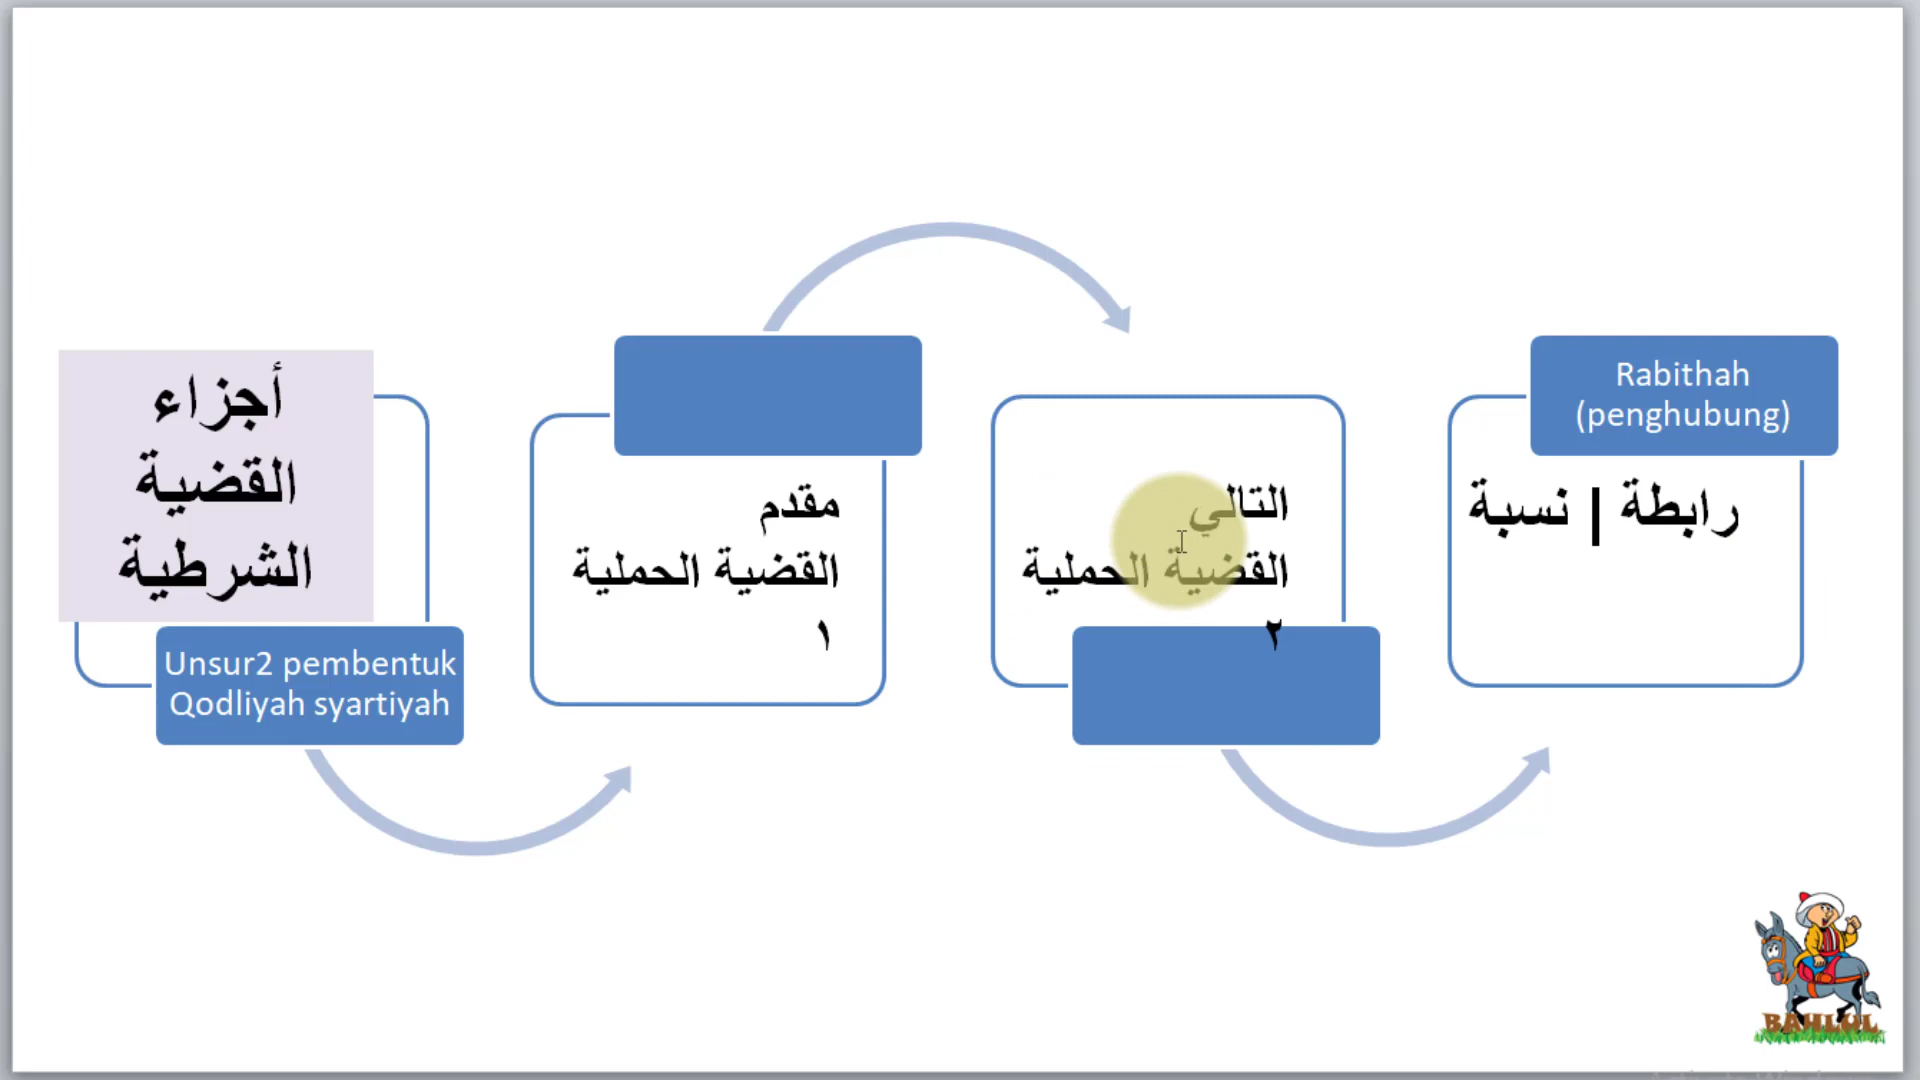 أجزاء
القضية
الشرطية
Unsur2 pembentuk
Qodliyah syartiyah
مقدم
القضية الحملية
١
التالي
القضية الحملية
٢
Rabithah
(penghubung)
رابطة | نسبة
BAHLUL